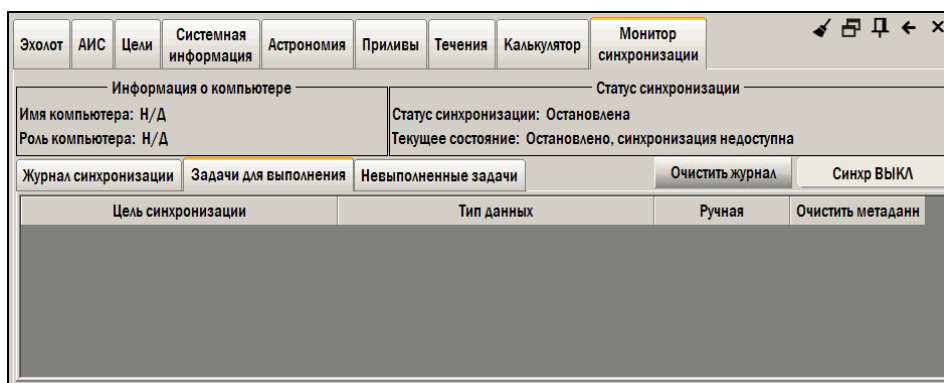 Эхолот АИС Цели Системная информация Астрономия Приливы Течения Калькулятор Монитор синхронизации
Информация о компьютере
Имя компьютера: Н/Д
Роль компьютера: Н/Д
Статус синхронизации
Статус синхронизации: Остановлена
Текущее состояние: Остановлено, синхронизация недоступна
Журнал синхронизации Задачи для выполнения Невыполненные задачи Очистить журнал Синхр ВЫКЛ
Цель синхронизации Тип данных Ручная Очистить метаданн